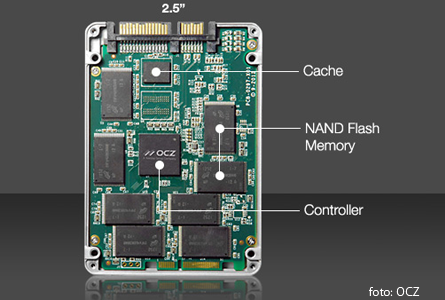 2.5”
Cache
OCZ
NAND Flash
Memory
Controller
foto: OCZ